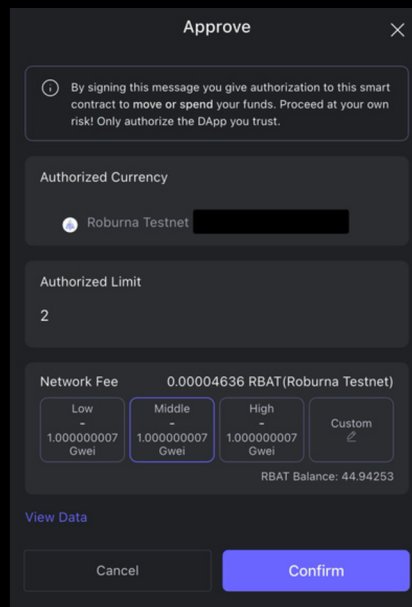 Approve
By signing this message you give authorization to this smart
contract to move or spend your funds. Proceed at your own
risk! Only authorize the DApp you trust.
Authorized Currency
Roburna Testnet
Authorized Limit
2
Network Fee 0.00004636 RBAT(Roburna Testnet)
Low Middle High
- - - Custom
1.000000007 1.000000007 1.000000007
Gwei Gwei Gwei
RBAT Balance: 44.94253
View Data
Cancel Confirm